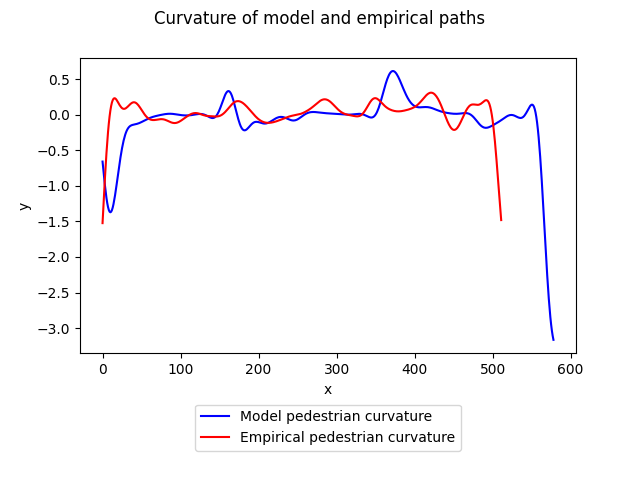 Curvature of model and empirical paths
0.5
0.0
−0.5
−1.0
−1.5
−2.0
−2.5
−3.0
y
0 100 200 300 400 500 600
x
Model pedestrian curvature
Empirical pedestrian curvature